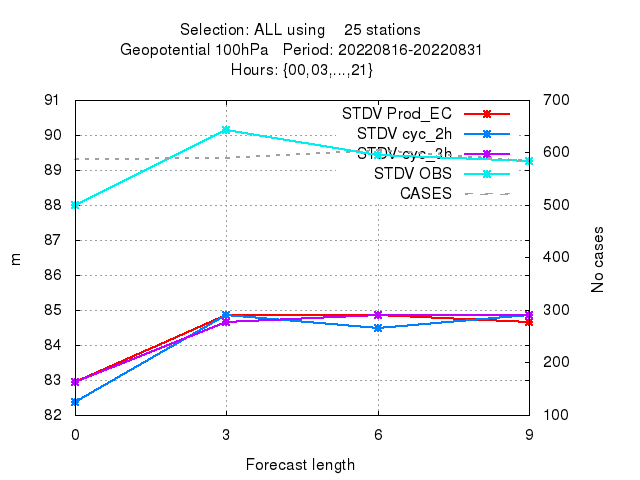 Selection: ALL using    25 stations
Geopotential 100hPa   Period: 20220816-20220831
Hours: {00,03,...,21}
91
90
89
88
87
86
85
84
83
82
m
700
600
500
400
300
200
100
No cases
STDV Prod_EC
STDV cyc_2h
STDV cyc_3h
STDV OBS
CASES
0 3 6 9
Forecast length